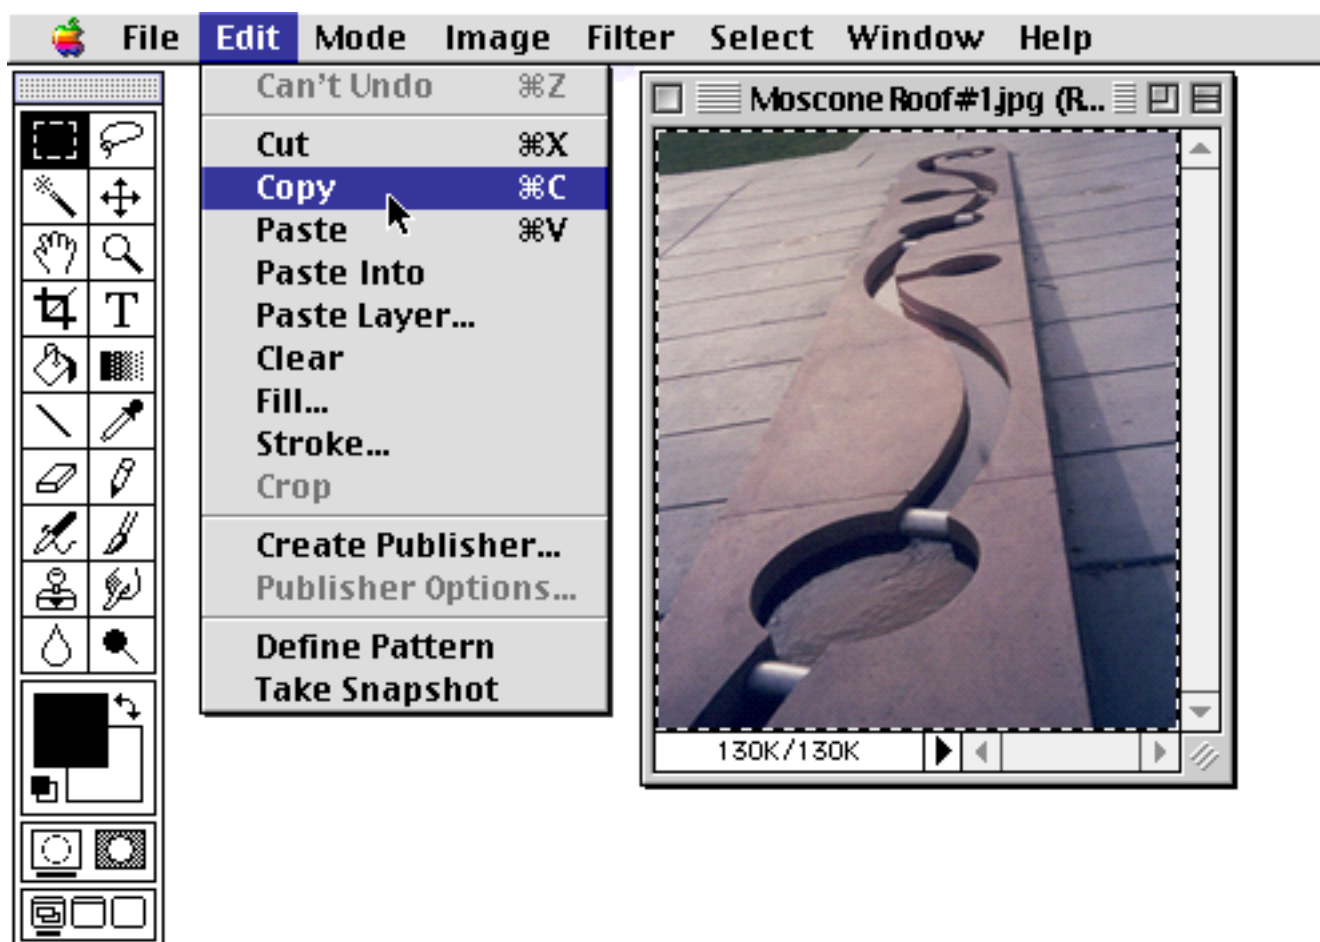 File Edit Mode Image Filter Select Window Help
Can't Undo ⌘Z
Cut ⌘X
Copy ⌘C
Paste ⌘V
Paste Into
Paste Layer...
Clear
Fill...
Stroke...
Crop
Create Publisher...
Publisher Options...
Define Pattern
Take Snapshot
T
Moscone Roof#1.jpg (R...
130K/130K